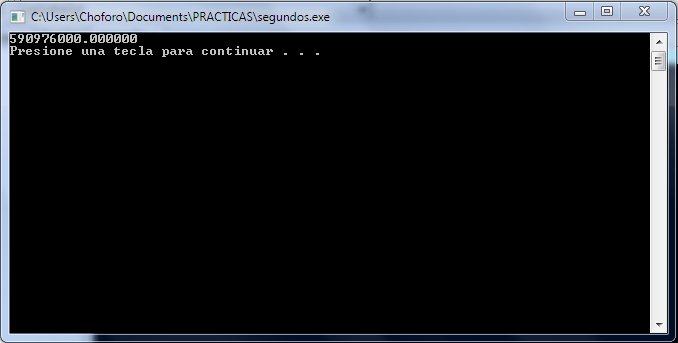 C:\Users\Choforo\Documents\PRACTICAS\segundos.exe
590976000.000000
Presione una tecla para continuar . . .